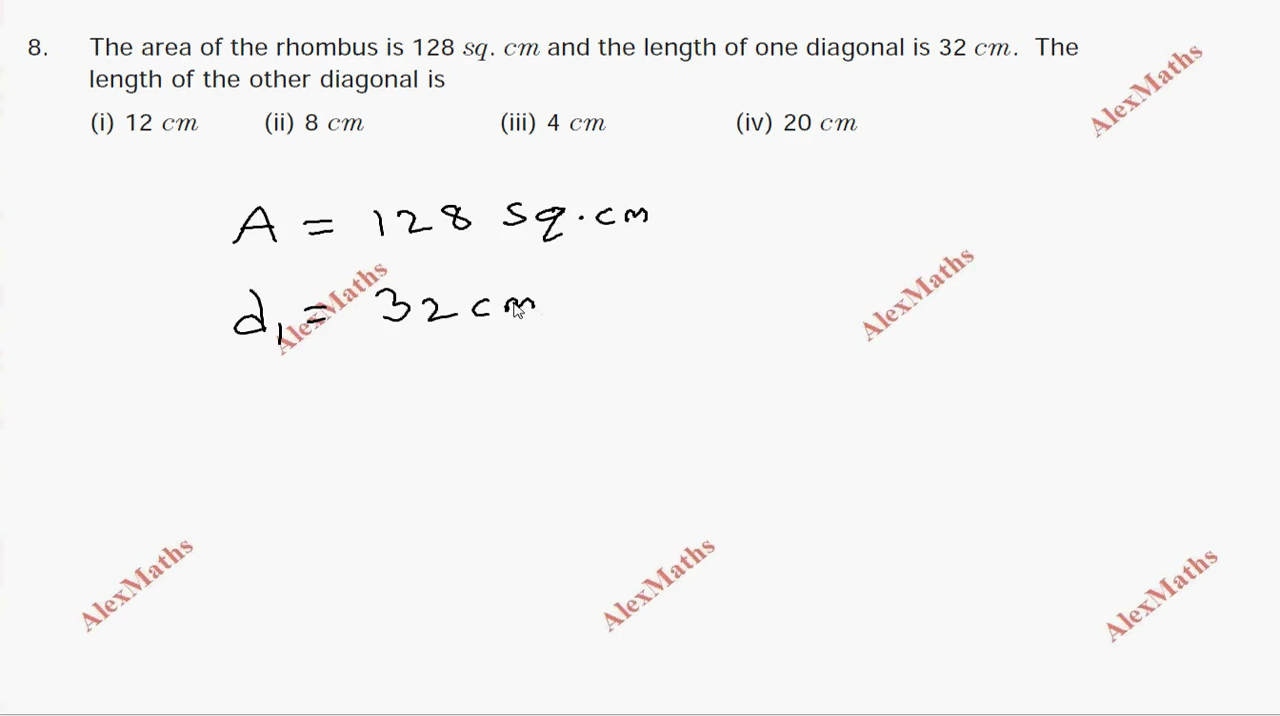 8. The area of the rhombus is 128 sq. cm and the length of one diagonal is 32 cm. The
length of the other diagonal is
(i) 12 cm (ii) 8 cm (iii) 4 cm (iv) 20 cm
AlexMaths
A = 128 sq.cm
d₁ = 32 cm
AlexMaths
AlexMaths
AlexMaths
AlexMaths
AlexMaths